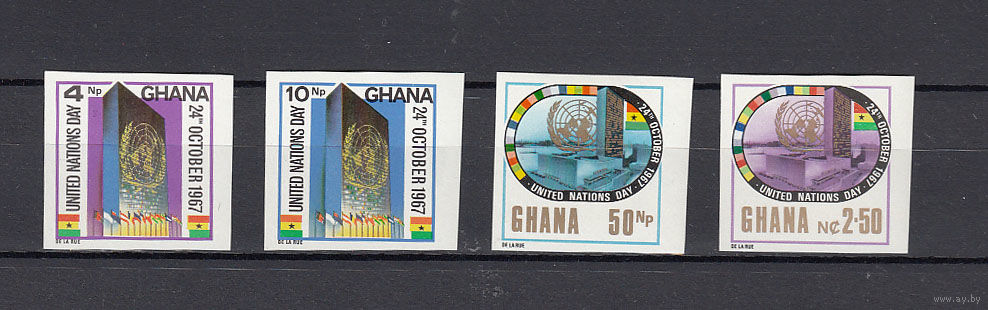 4 Np GHANA
UNITED NATIONS DAY
24TH OCTOBER 1967
DE LA RUE
10 Np GHANA
UNITED NATIONS DAY
24TH OCTOBER 1967
DE LA RUE
24TH OCTOBER 1967
· UNITED NATIONS DAY ·
GHANA 50 Np
DE LA RUE
24TH OCTOBER 1967
· UNITED NATIONS DAY ·
GHANA N₵2·50
DE LA RUE
www.ay.by